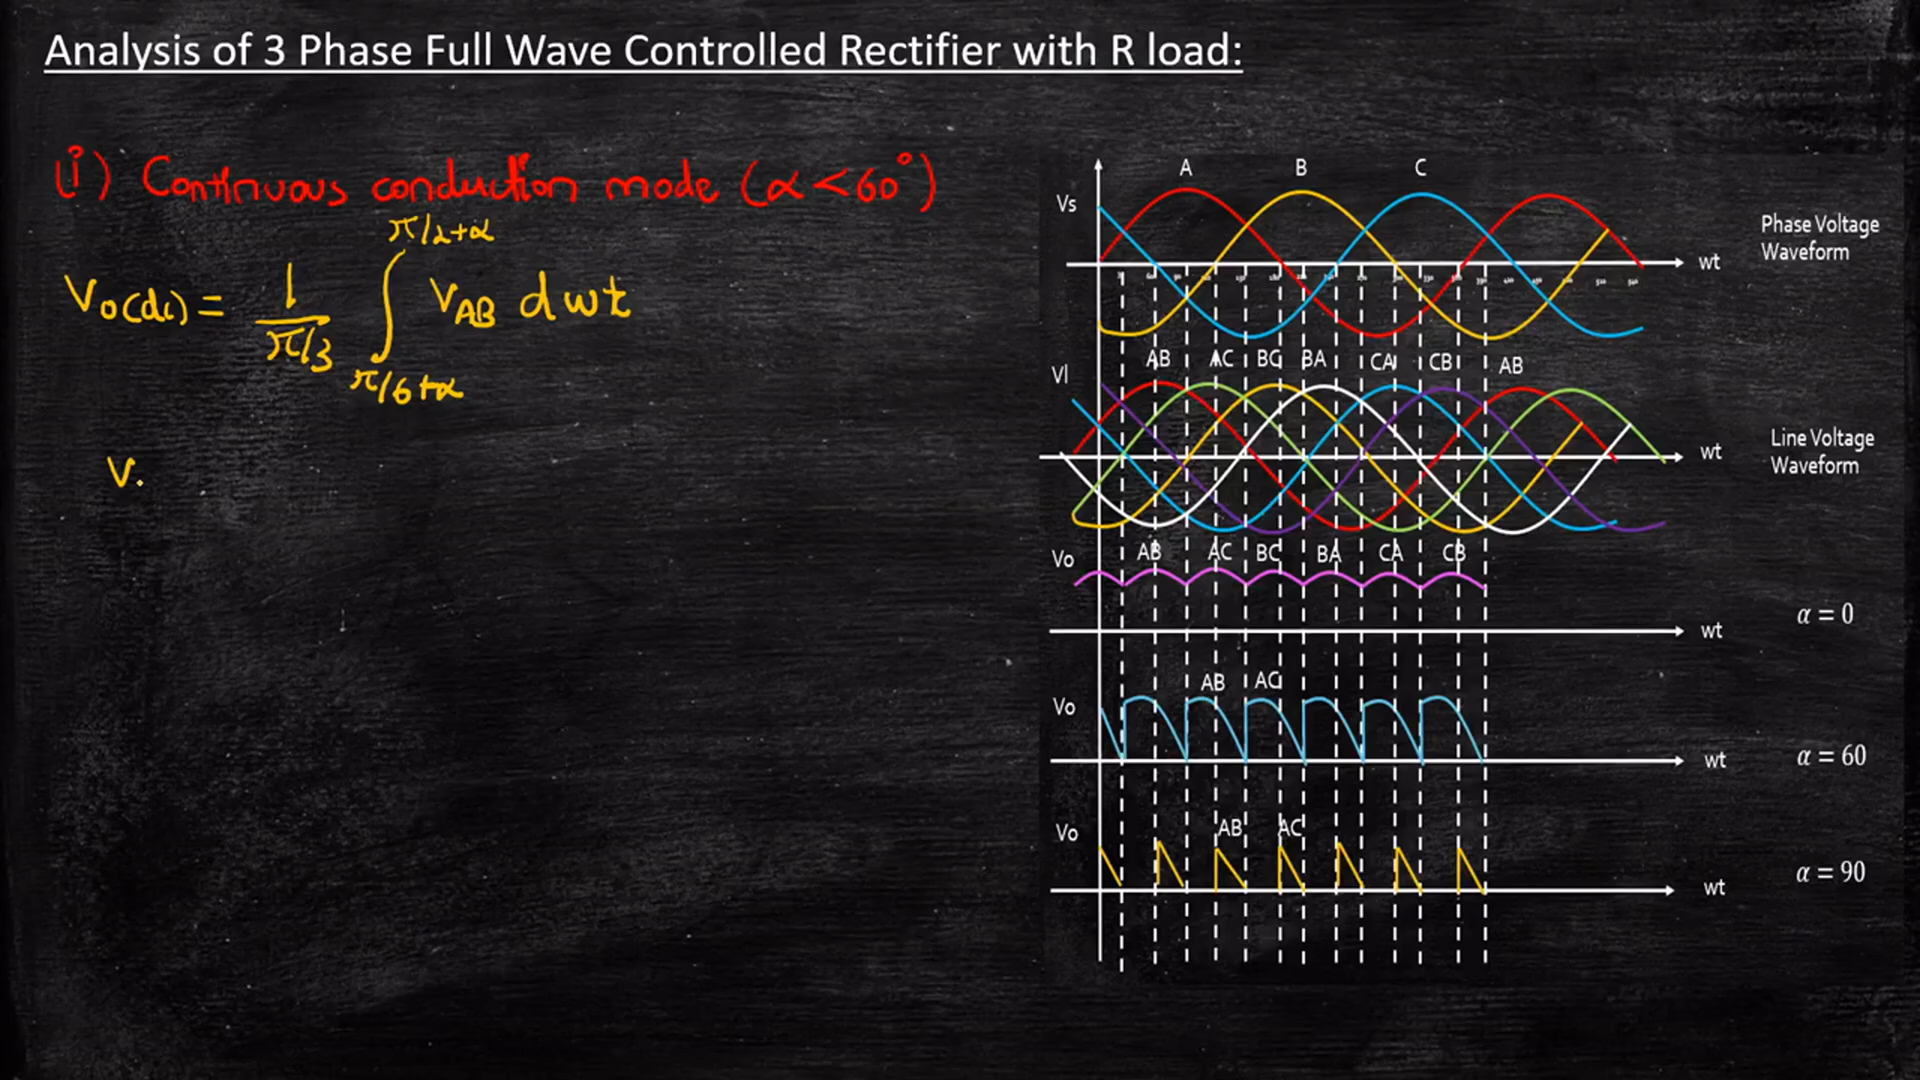 Analysis of 3 Phase Full Wave Controlled Rectifier with R load:
(i) Continuous conduction mode (α<60°)
π/2+α
Vo(dc) = 1/π/3 ∫ VAB dwt
π/6+α
V.
A B C
Vs
Phase Voltage
Waveform
wt
AB AC BC BA CA CB AB
Vl
Line Voltage
Waveform
wt
AB AC BC BA CA CB
Vo
α = 0
wt
AB AC
Vo
α = 60
wt
AB AC
Vo
α = 90
wt